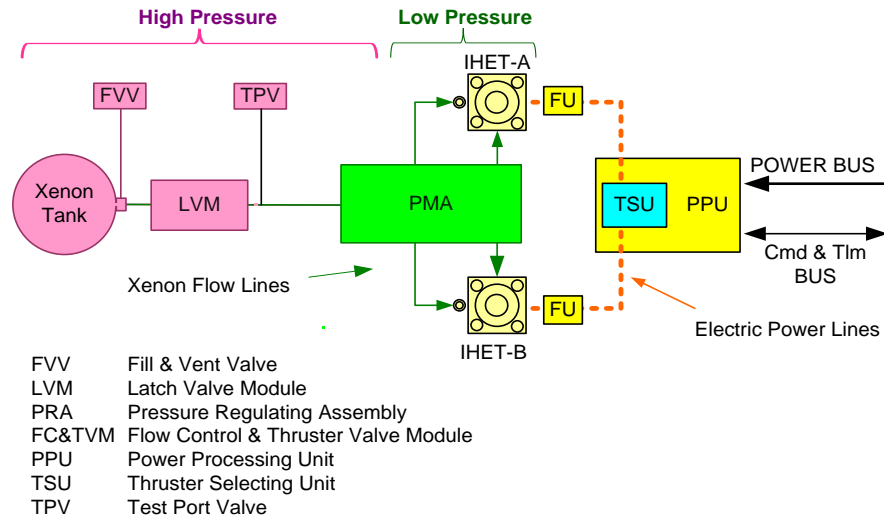 High Pressure
Low Pressure
IHET-A
FVV
TPV
FU
POWER BUS
Xenon
Tank
LVM
PMA
TSU
PPU
Cmd & Tlm
BUS
Xenon Flow Lines
FU
Electric Power Lines
IHET-B
FVV Fill & Vent Valve
LVM Latch Valve Module
PRA Pressure Regulating Assembly
FC&TVM Flow Control & Thruster Valve Module
PPU Power Processing Unit
TSU Thruster Selecting Unit
TPV Test Port Valve